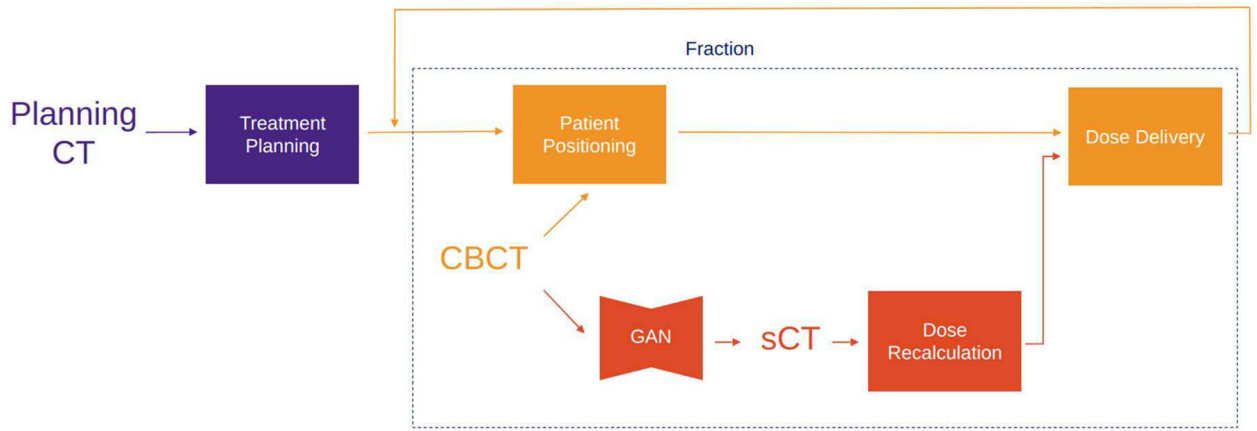 Fraction
Planning
CT
Treatment
Planning
Patient
Positioning
Dose Delivery
CBCT
GAN
sCT
Dose
Recalculation